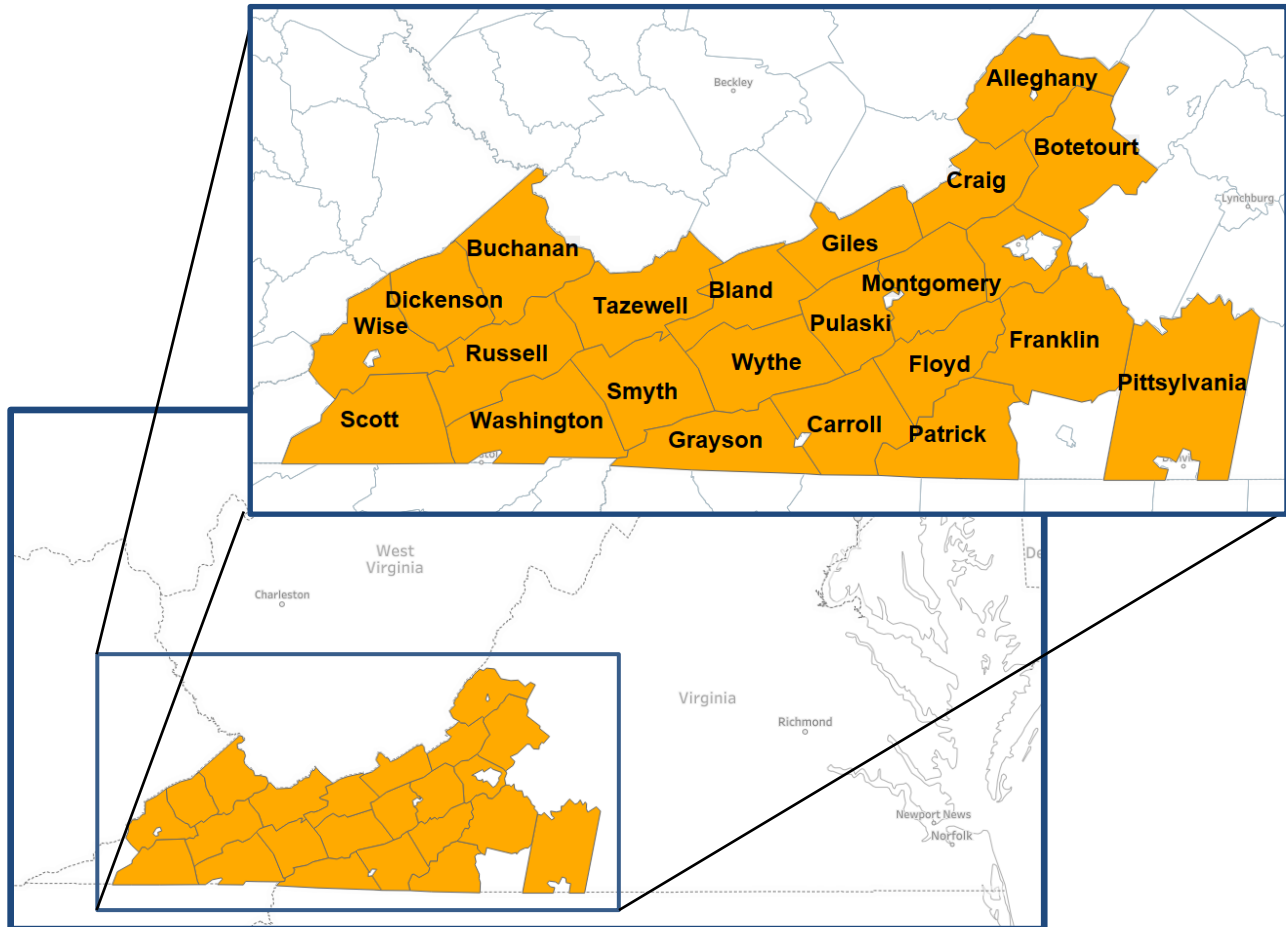 Beckley
Alleghany
Botetourt
Craig
Lynchburg
Buchanan
Giles
Dickenson
Tazewell
Bland
Montgomery
Wise
Pulaski
Russell
Wythe
Floyd
Franklin
Smyth
Pittsylvania
Scott
Washington
Grayson
Carroll
Patrick
West
Virginia
De
Charleston
Virginia
Richmond
Newport News
Norfolk